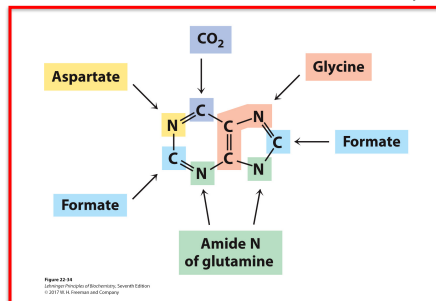 CO₂
Aspartate
Glycine
C
N
N
C
C
Formate
C
C
N
N
Formate
Amide N
of glutamine
Figure 22-34
Lehninger Principles of Biochemistry, Seventh Edition
© 2017 W. H. Freeman and Company